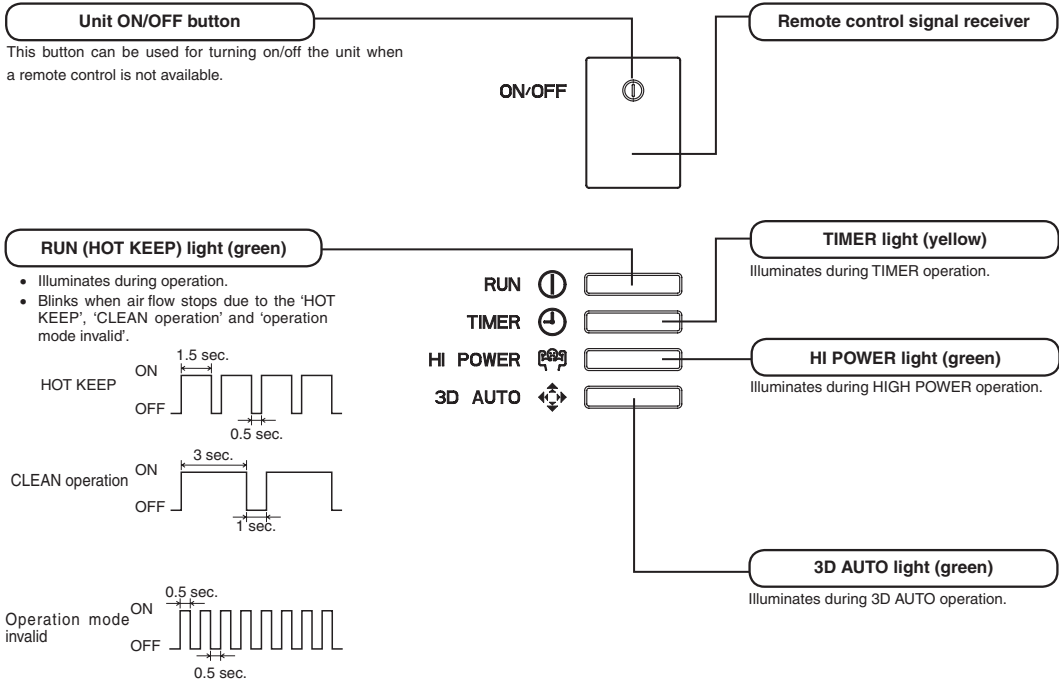 Unit ON/OFF button
This button can be used for turning on/off the unit when
a remote control is not available.
Remote control signal receiver
ON/OFF
RUN (HOT KEEP) light (green)
• Illuminates during operation.
• Blinks when air flow stops due to the ‘HOT
KEEP’, ‘CLEAN operation’ and ‘operation
mode invalid’.
1.5 sec.
HOT KEEP
ON
OFF
0.5 sec.
3 sec.
CLEAN operation
ON
OFF
1 sec.
0.5 sec.
Operation mode
invalid
ON
OFF
0.5 sec.
RUN
TIMER
HI POWER
3D AUTO
TIMER light (yellow)
Illuminates during TIMER operation.
HI POWER light (green)
Illuminates during HIGH POWER operation.
3D AUTO light (green)
Illuminates during 3D AUTO operation.